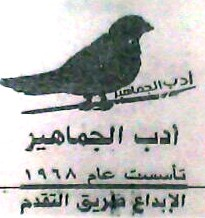 أدب الجماهير
أدب الجماهير
تأسست عام ١٩٦٨
الإبداع طريق التقدم